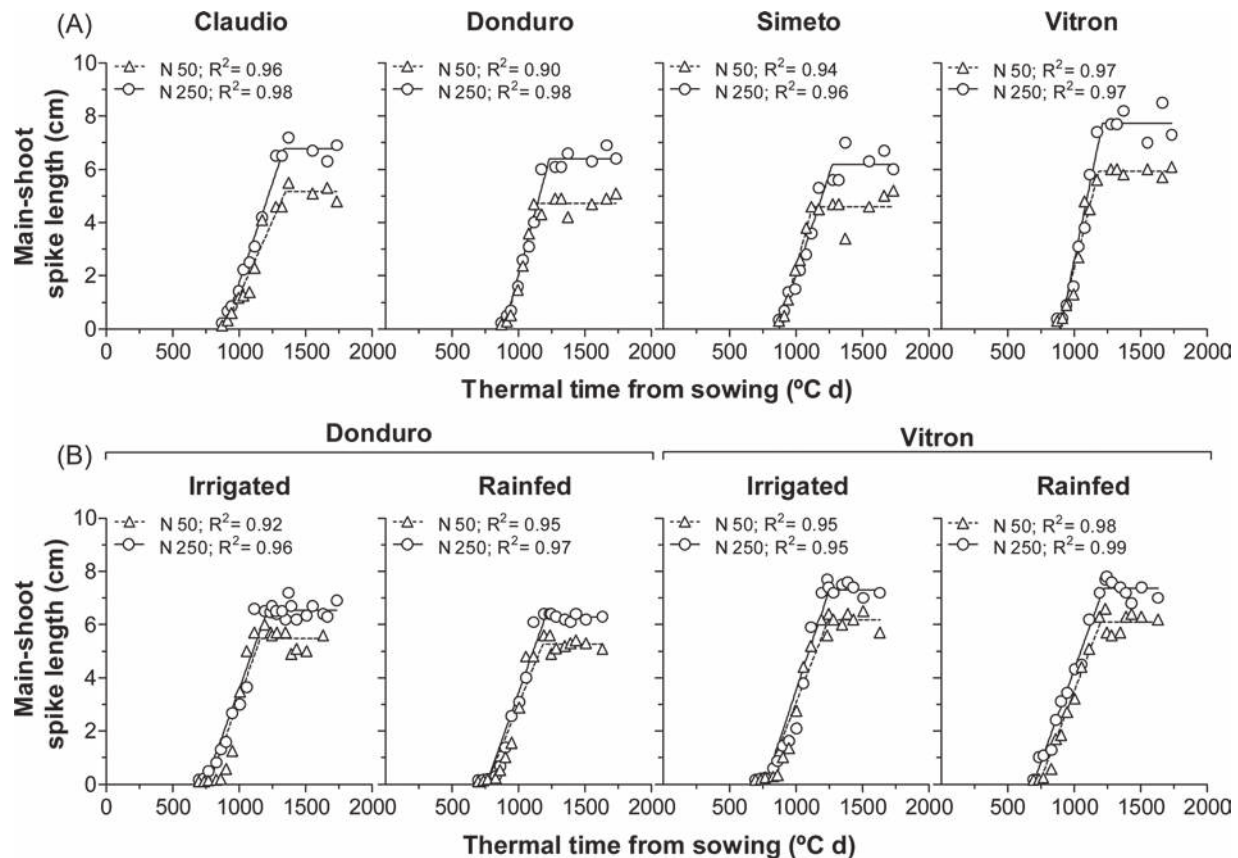 (A) Claudio Donduro Simeto Vitron
N 50; R²= 0.96 N 50; R²= 0.90 N 50; R²= 0.94 N 50; R²= 0.97
N 250; R²= 0.98 N 250; R²= 0.98 N 250; R²= 0.96 N 250; R²= 0.97
Main-shoot
spike length (cm)
10
8
6
4
2
0
0 500 1000 1500 2000 500 1000 1500 2000 500 1000 1500 2000 500 1000 1500 2000
Thermal time from sowing (ºC d)
(B) Donduro Vitron
Irrigated Rainfed Irrigated Rainfed
N 50; R²= 0.92 N 50; R²= 0.95 N 50; R²= 0.95 N 50; R²= 0.98
N 250; R²= 0.96 N 250; R²= 0.97 N 250; R²= 0.95 N 250; R²= 0.99
Main-shoot
spike length (cm)
10
8
6
4
2
0
0 500 1000 1500 2000 500 1000 1500 2000 500 1000 1500 2000 500 1000 1500 2000
Thermal time from sowing (ºC d)